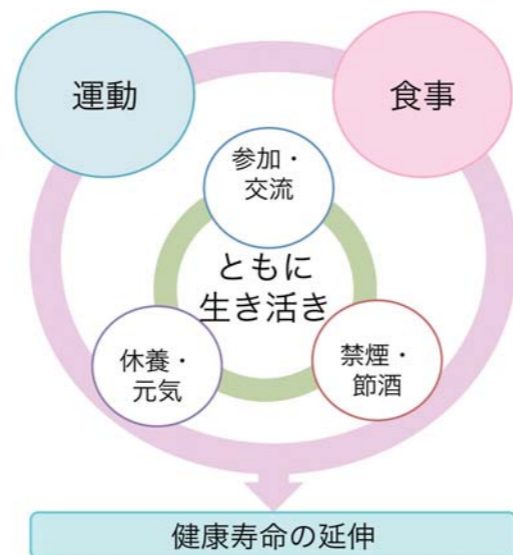 運動
食事
参加・
交流
ともに
生き活き
休養・
元気
禁煙・
節酒
健康寿命の延伸